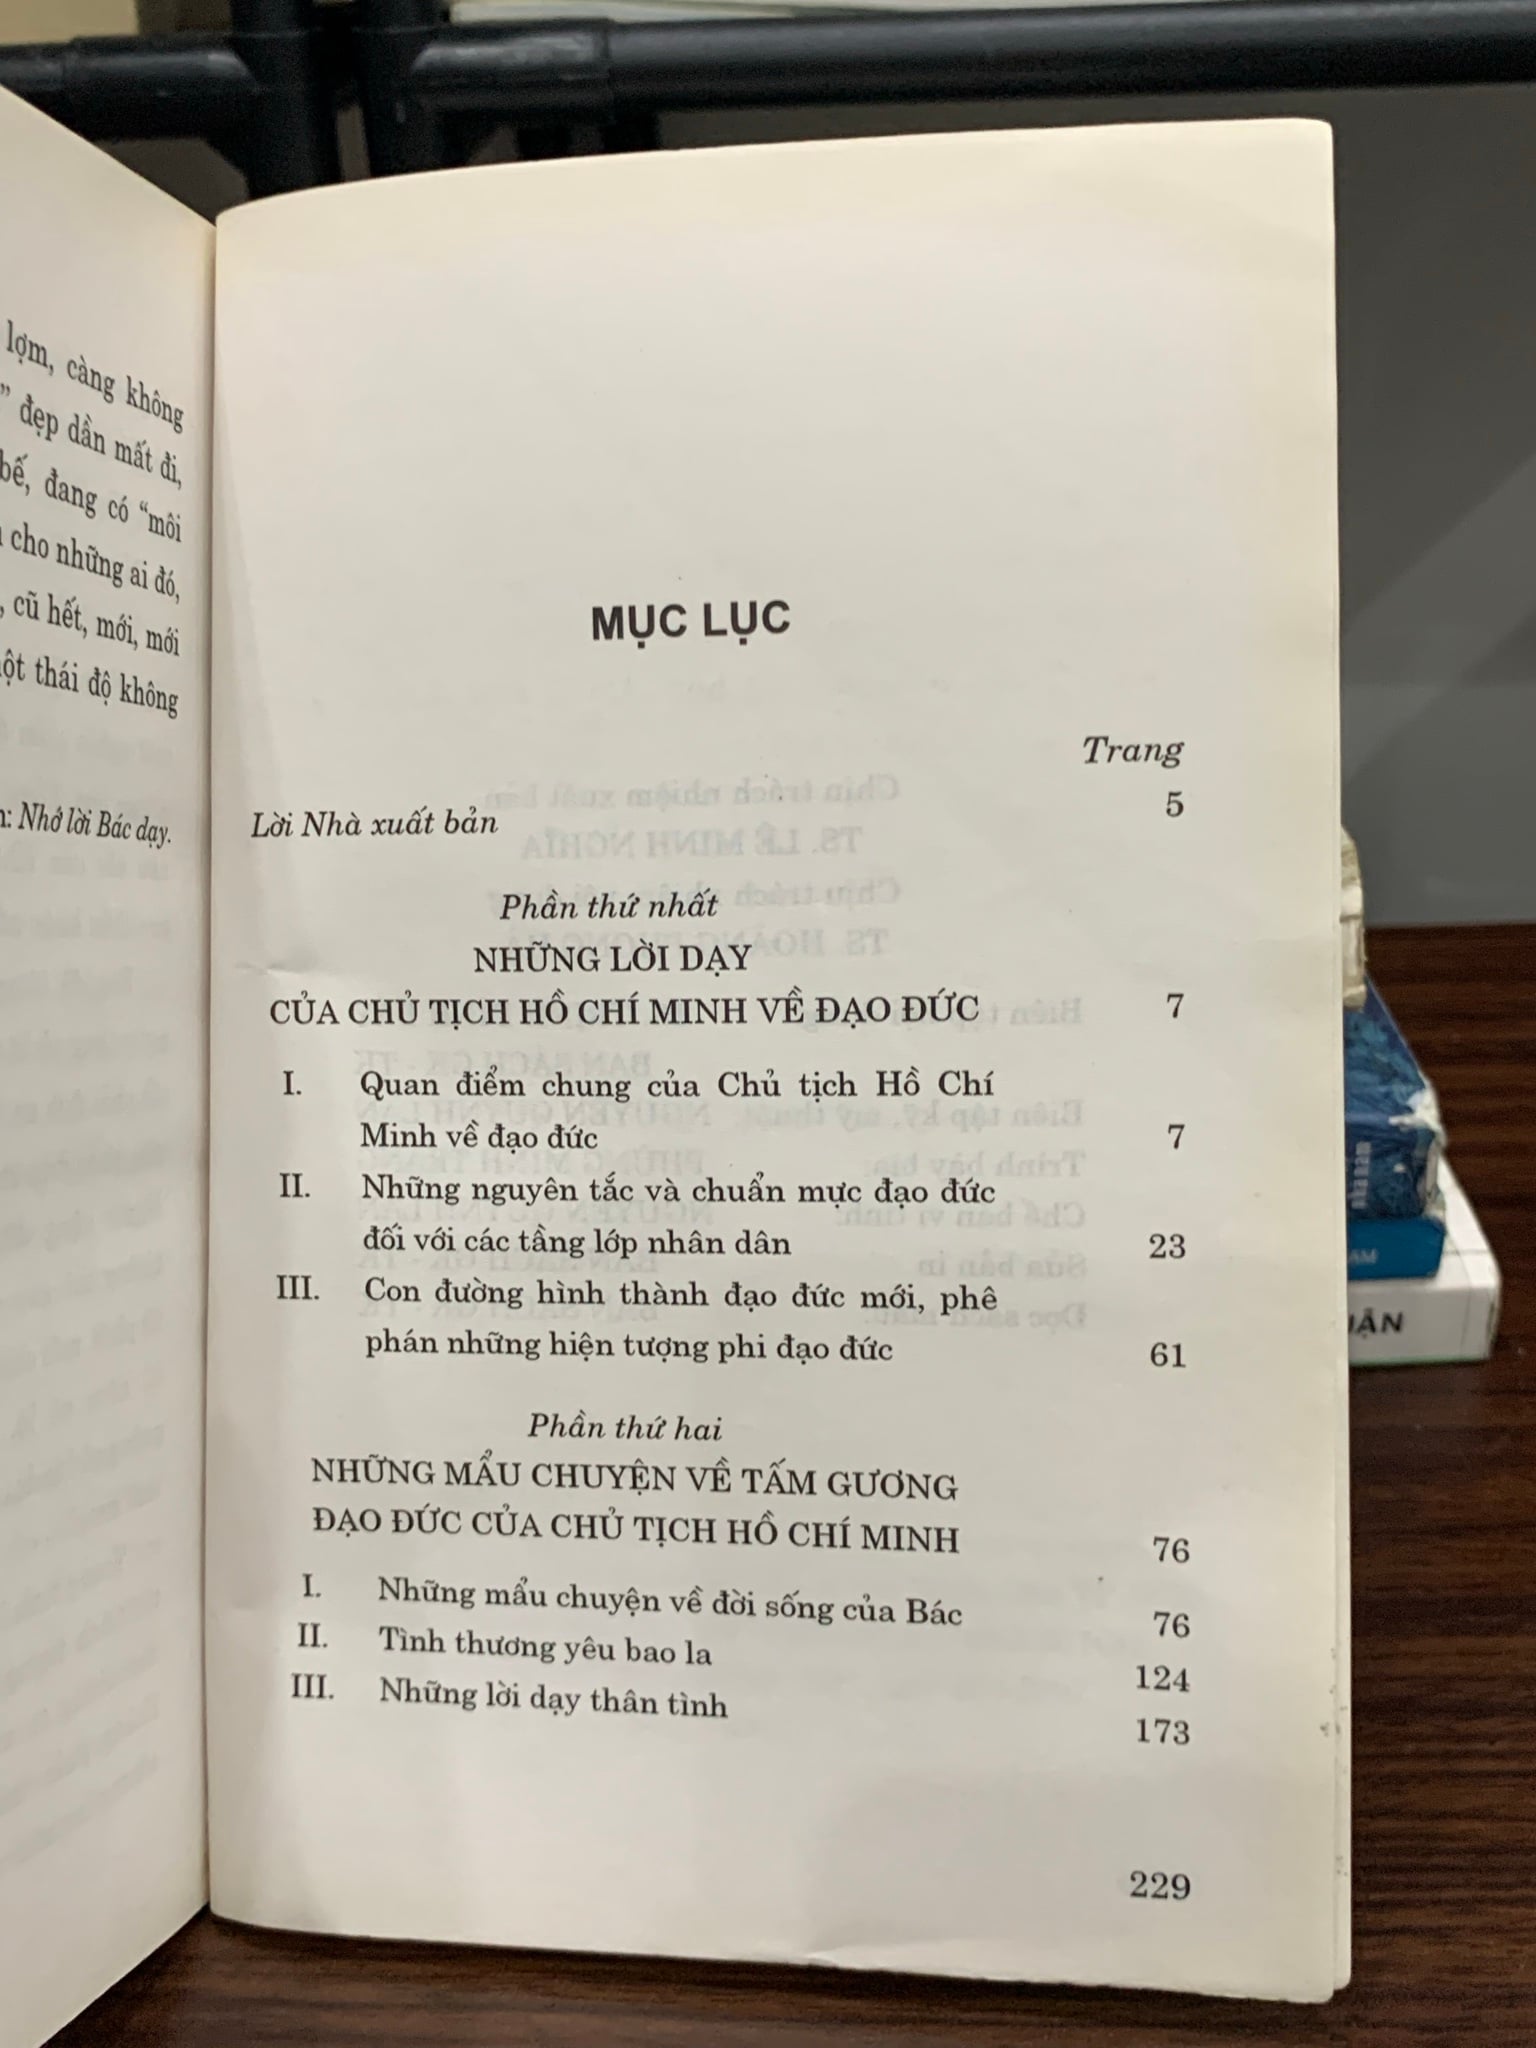 lợm, càng không
” đẹp dần mất đi,
bế, đang có “môi
cho những ai đó,
, cũ hết, mới, mới
một thái độ không
: Nhớ lời Bác dạy.
MỤC LỤC
Trang
Lời Nhà xuất bản 5
Phần thứ nhất
NHỮNG LỜI DẠY
CỦA CHỦ TỊCH HỒ CHÍ MINH VỀ ĐẠO ĐỨC 7
I. Quan điểm chung của Chủ tịch Hồ Chí
Minh về đạo đức 7
II. Những nguyên tắc và chuẩn mực đạo đức
đối với các tầng lớp nhân dân 23
III. Con đường hình thành đạo đức mới, phê
phán những hiện tượng phi đạo đức 61
Phần thứ hai
NHỮNG MẨU CHUYỆN VỀ TẤM GƯƠNG
ĐẠO ĐỨC CỦA CHỦ TỊCH HỒ CHÍ MINH 76
I. Những mẩu chuyện về đời sống của Bác 76
II. Tình thương yêu bao la 124
III. Những lời dạy thân tình 173
229